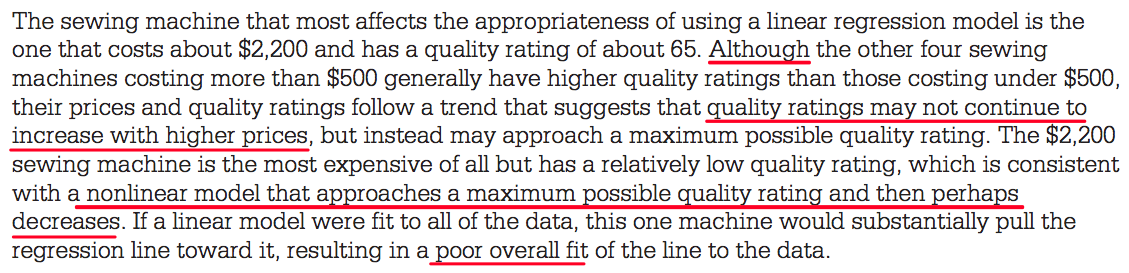 The sewing machine that most affects the appropriateness of using a linear regression model is the
one that costs about $2,200 and has a quality rating of about 65. Although the other four sewing
machines costing more than $500 generally have higher quality ratings than those costing under $500,
their prices and quality ratings follow a trend that suggests that quality ratings may not continue to
increase with higher prices, but instead may approach a maximum possible quality rating. The $2,200
sewing machine is the most expensive of all but has a relatively low quality rating, which is consistent
with a nonlinear model that approaches a maximum possible quality rating and then perhaps
decreases. If a linear model were fit to all of the data, this one machine would substantially pull the
regression line toward it, resulting in a poor overall fit of the line to the data.